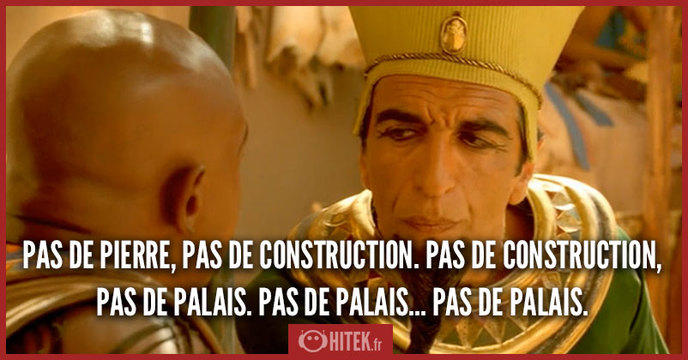 PAS DE PIERRE, PAS DE CONSTRUCTION. PAS DE CONSTRUCTION,
PAS DE PALAIS. PAS DE PALAIS... PAS DE PALAIS.
HITEK.fr